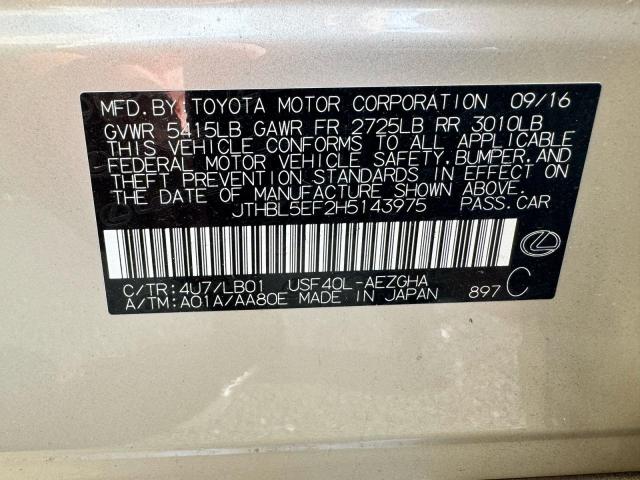 MFD. BY: TOYOTA MOTOR CORPORATION 09/16
GVWR 5415LB GAWR FR 2725LB RR 3010LB
THIS VEHICLE CONFORMS TO ALL APPLICABLE
FEDERAL MOTOR VEHICLE SAFETY, BUMPER, AND
THEFT PREVENTION STANDARDS IN EFFECT ON
THE DATE OF MANUFACTURE SHOWN ABOVE.
JTHBL5EF2H5143975 PASS. CAR
C/TR: 4U7/LB01 USF40L-AEZGHA
A/TM: A01A/AA80E MADE IN JAPAN 897 C